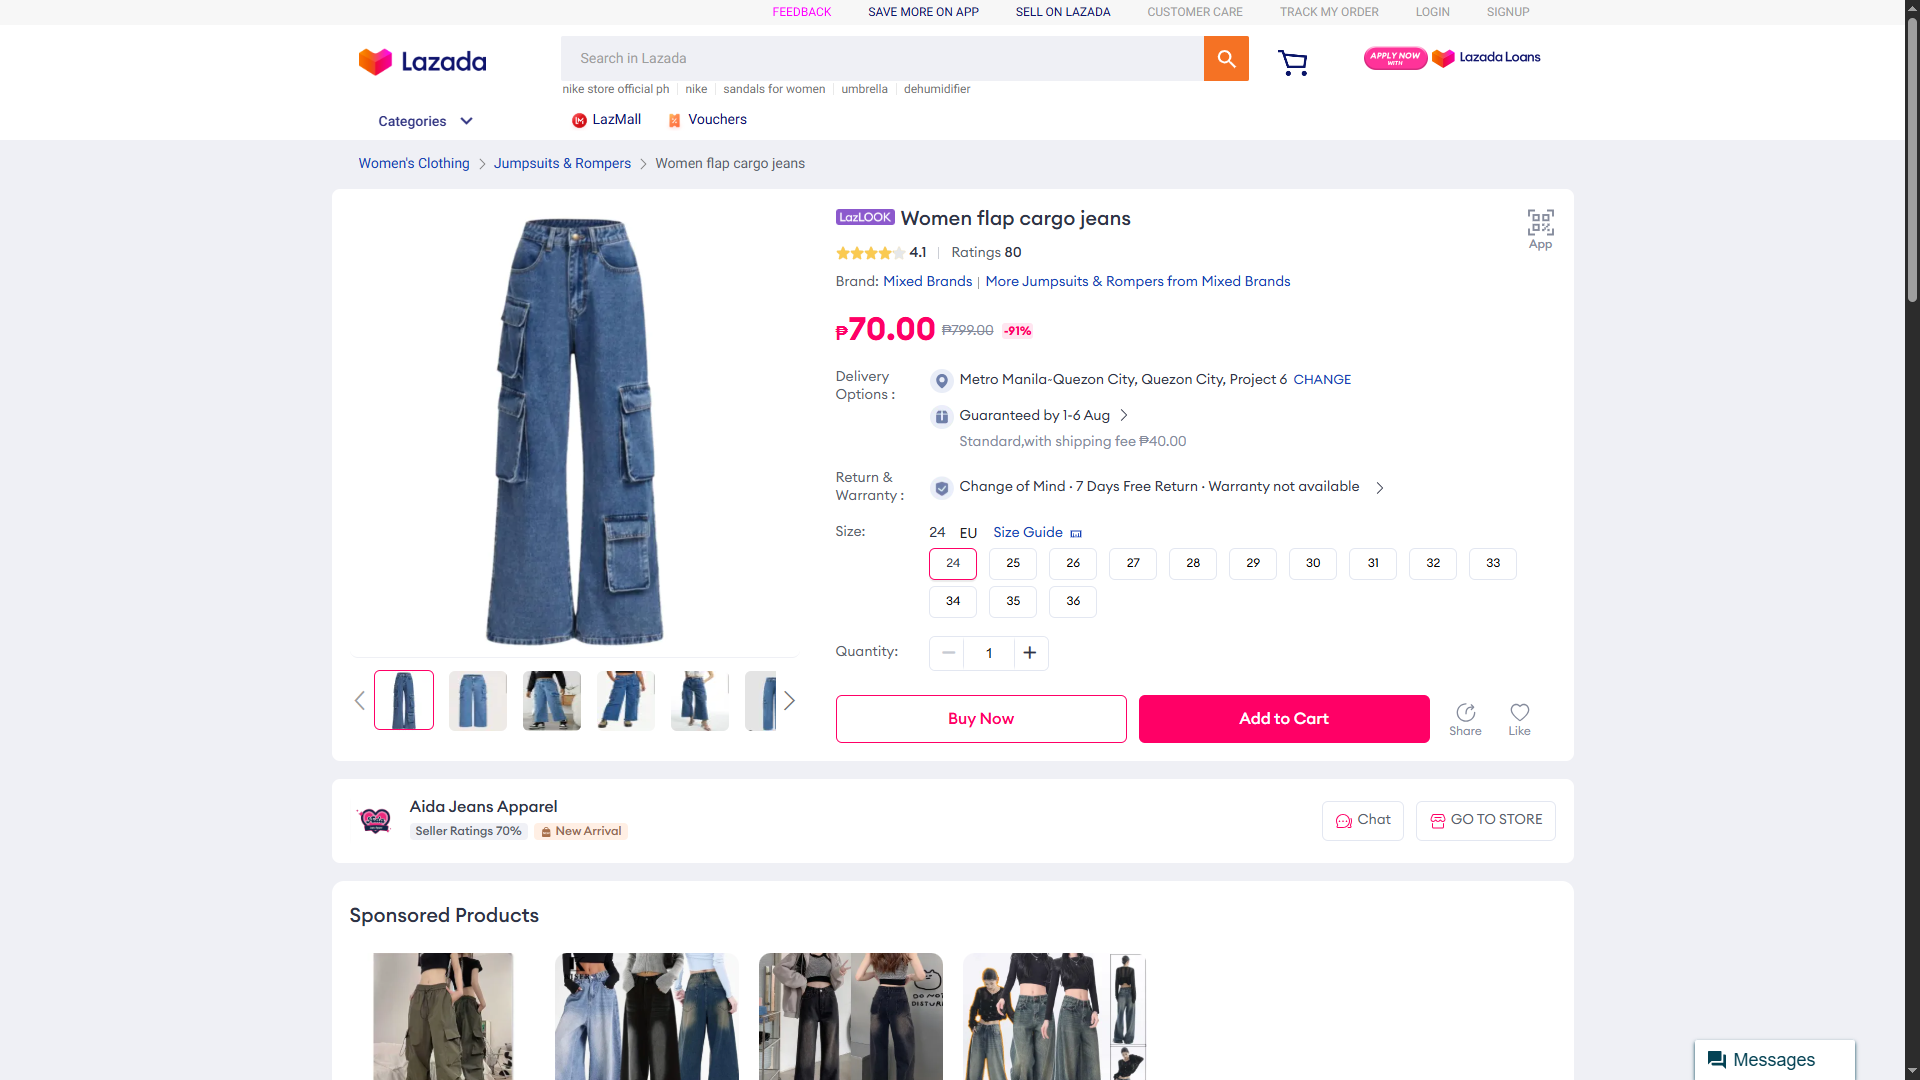 FEEDBACK SAVE MORE ON APP SELL ON LAZADA CUSTOMER CARE TRACK MY ORDER LOGIN SIGNUP
Lazada
Search in Lazada
APPLY NOW
WITH
Lazada Loans
nike store official ph nike sandals for women umbrella dehumidifier
Categories
LazMall
Vouchers
Women's Clothing Jumpsuits & Rompers Women flap cargo jeans
LazLOOK Women flap cargo jeans
App
4.1 Ratings 80
Brand: Mixed Brands | More Jumpsuits & Rompers from Mixed Brands
₱70.00 ₱799.00 -91%
Delivery
Options :
Metro Manila-Quezon City, Quezon City, Project 6 CHANGE
Guaranteed by 1-6 Aug
Standard,with shipping fee ₱40.00
Return &
Warranty :
Change of Mind · 7 Days Free Return · Warranty not available
Size: 24 EU Size Guide
24 25 26 27 28 29 30 31 32 33
34 35 36
Quantity: 1
Buy Now
Add to Cart
Share
Like
Aida Jeans Apparel
Seller Ratings 70% New Arrival
Chat
GO TO STORE
Sponsored Products
DO NOT
DISTURB
Messages